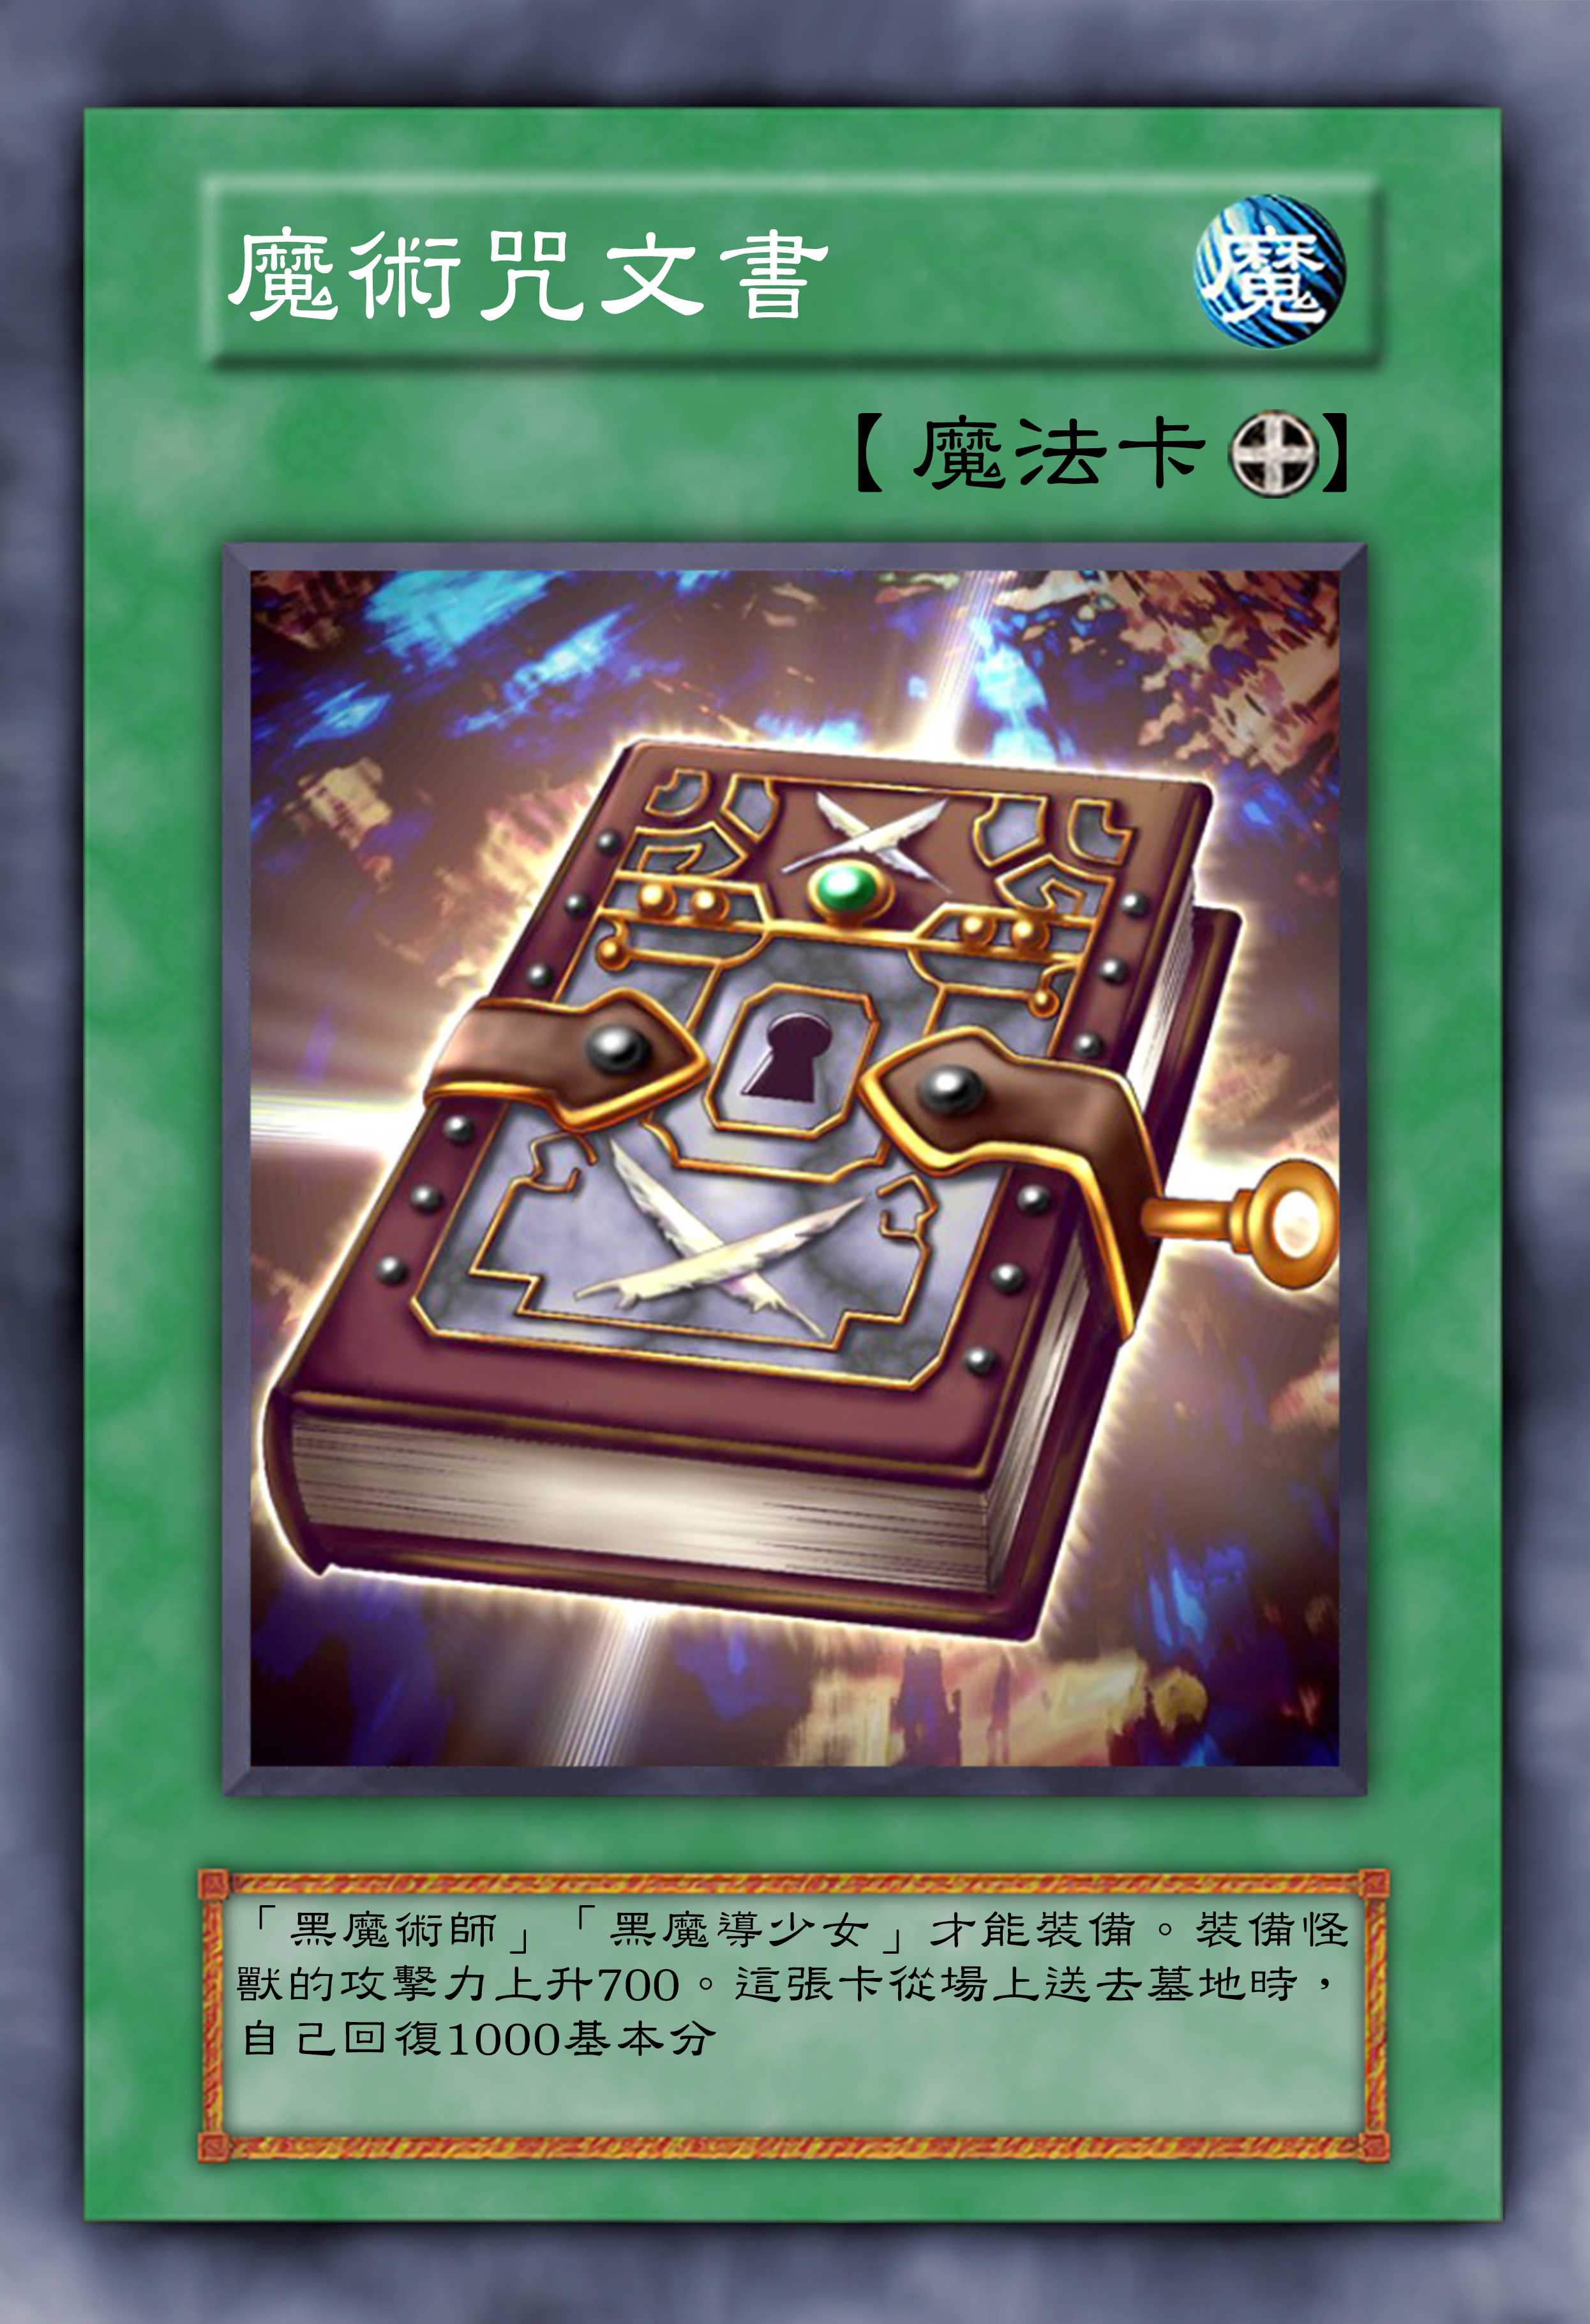 魔術咒文書
魔
【魔法卡】
「黑魔術師」「黑魔導少女」才能裝備。裝備怪
獸的攻擊力上升700。這張卡從場上送去墓地時，
自己回復1000基本分